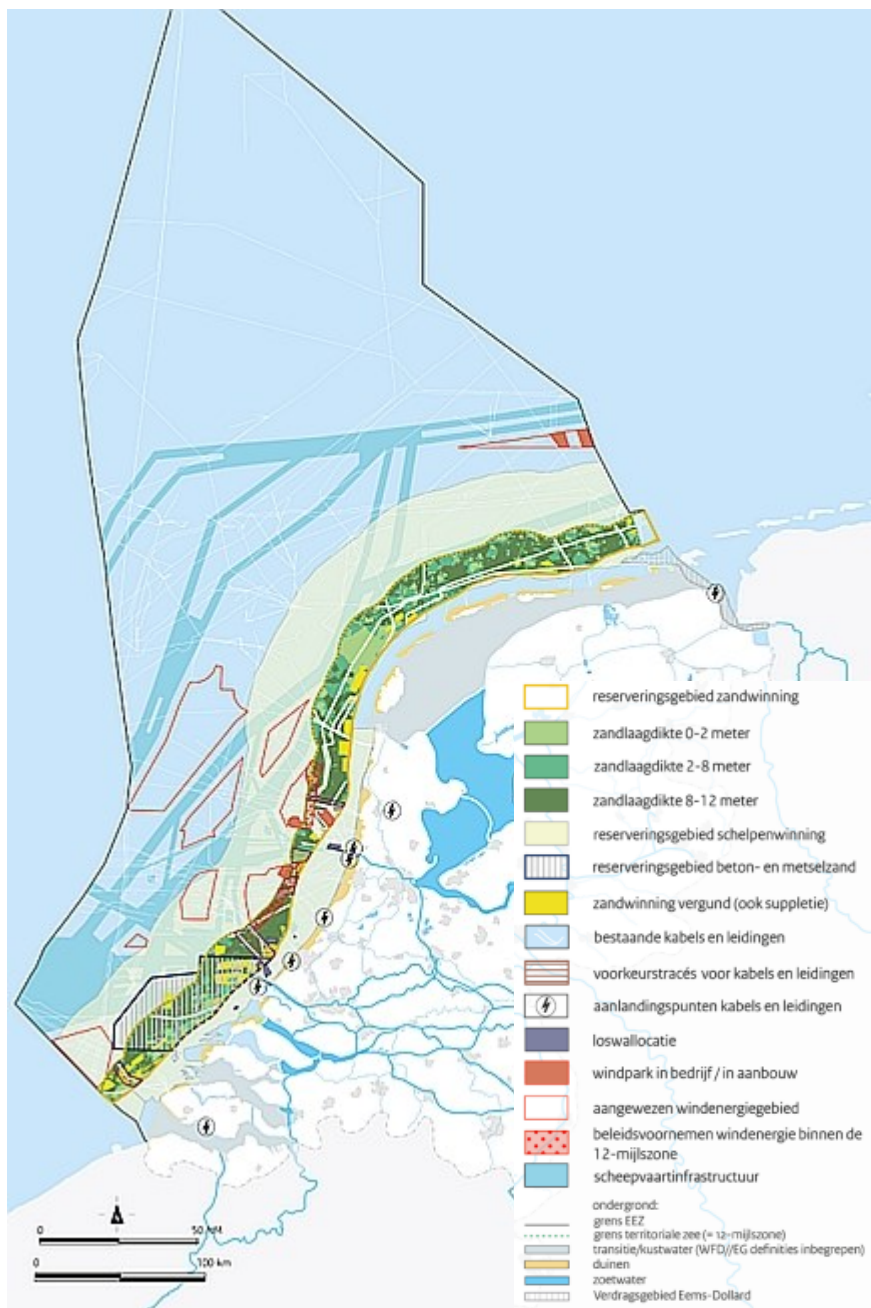 reserveringsgebied zandwinning
zandlaagdikte 0-2 meter
zandlaagdikte 2-8 meter
zandlaagdikte 8-12 meter
reserveringsgebied schelpenwinning
reserveringsgebied beton- en metselzand
zandwinning vergund (ook suppletie)
bestaande kabels en leidingen
voorkeurstracés voor kabels en leidingen
aanlandingspunten kabels en leidingen
loswallocatie
windpark in bedrijf / in aanbouw
aangewezen windenergiegebied
beleidsvoornemen windenergie binnen de
12-mijlszone
scheepvaartinfrastructuur
ondergrond:
grens EEZ
grens territoriale zee (= 12-mijlszone)
transitie/kustwater (WFD//EG definities inbegrepen)
duinen
zoetwater
Verdragsgebied Eems-Dollard
0 50
0 100 km